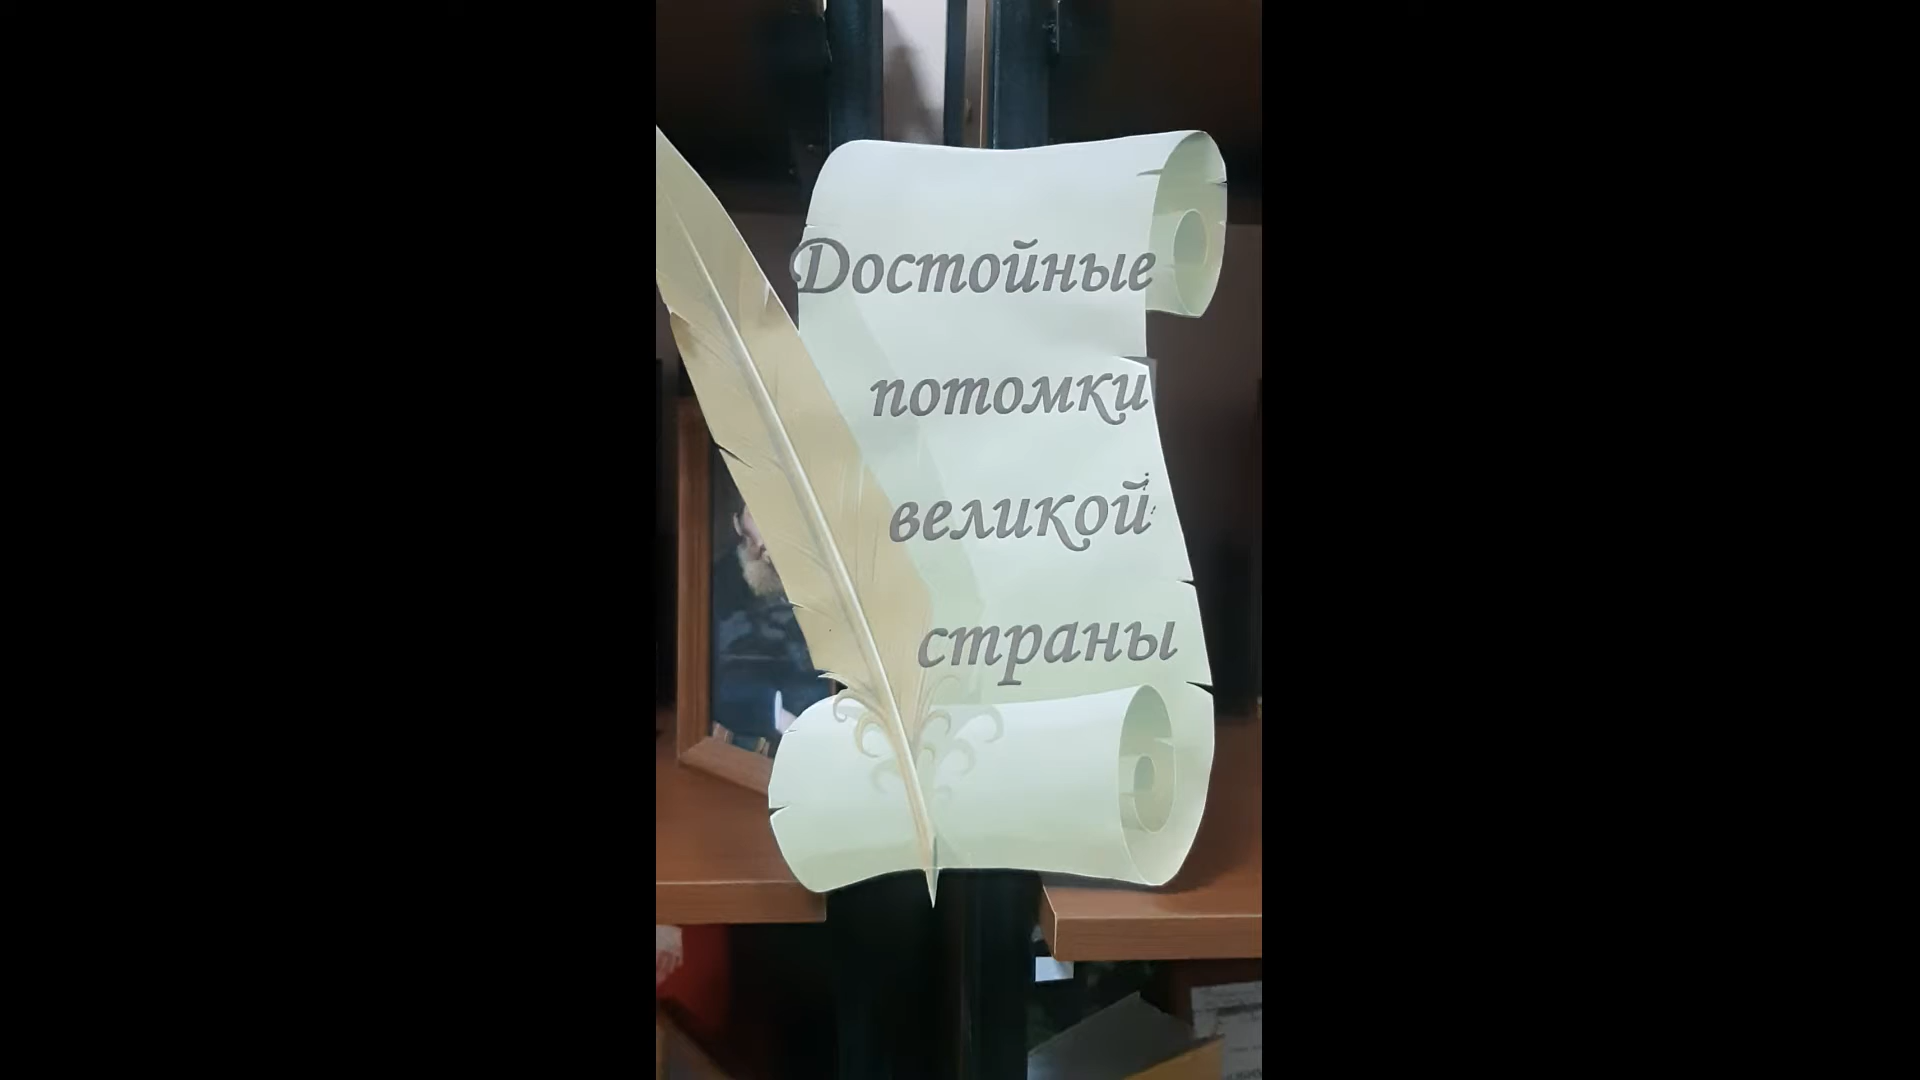 Достойные
потомки
великой
страны